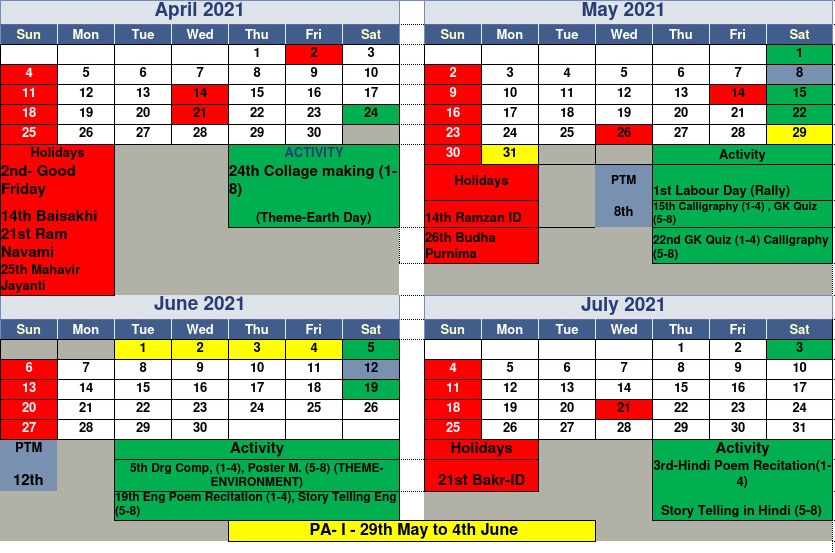 April 2021
Sun Mon Tue Wed Thu Fri Sat
1 2 3
4 5 6 7 8 9 10
11 12 13 14 15 16 17
18 19 20 21 22 23 24
25 26 27 28 29 30
Holidays
2nd- Good
Friday
14th Baisakhi
21st Ram
Navami
25th Mahavir
Jayanti
ACTIVITY
24th Collage making (1-
8)
(Theme-Earth Day)
May 2021
Sun Mon Tue Wed Thu Fri Sat
1
2 3 4 5 6 7 8
9 10 11 12 13 14 15
16 17 18 19 20 21 22
23 24 25 26 27 28 29
30 31
Holidays
14th Ramzan ID
26th Budha
Purnima
PTM
8th
Activity
1st Labour Day (Rally)
15th Calligraphy (1-4) , GK Quiz
(5-8)
22nd GK Quiz (1-4) Calligraphy
(5-8)
June 2021
Sun Mon Tue Wed Thu Fri Sat
1 2 3 4 5
6 7 8 9 10 11 12
13 14 15 16 17 18 19
20 21 22 23 24 25 26
27 28 29 30
PTM
12th
Activity
5th Drg Comp, (1-4), Poster M. (5-8) (THEME-
ENVIRONMENT)
19th Eng Poem Recitation (1-4), Story Telling Eng
(5-8)
July 2021
Sun Mon Tue Wed Thu Fri Sat
1 2 3
4 5 6 7 8 9 10
11 12 13 14 15 16 17
18 19 20 21 22 23 24
25 26 27 28 29 30 31
Holidays
21st Bakr-ID
Activity
3rd-Hindi Poem Recitation(1-
4)
Story Telling in Hindi (5-8)
PA- I - 29th May to 4th June